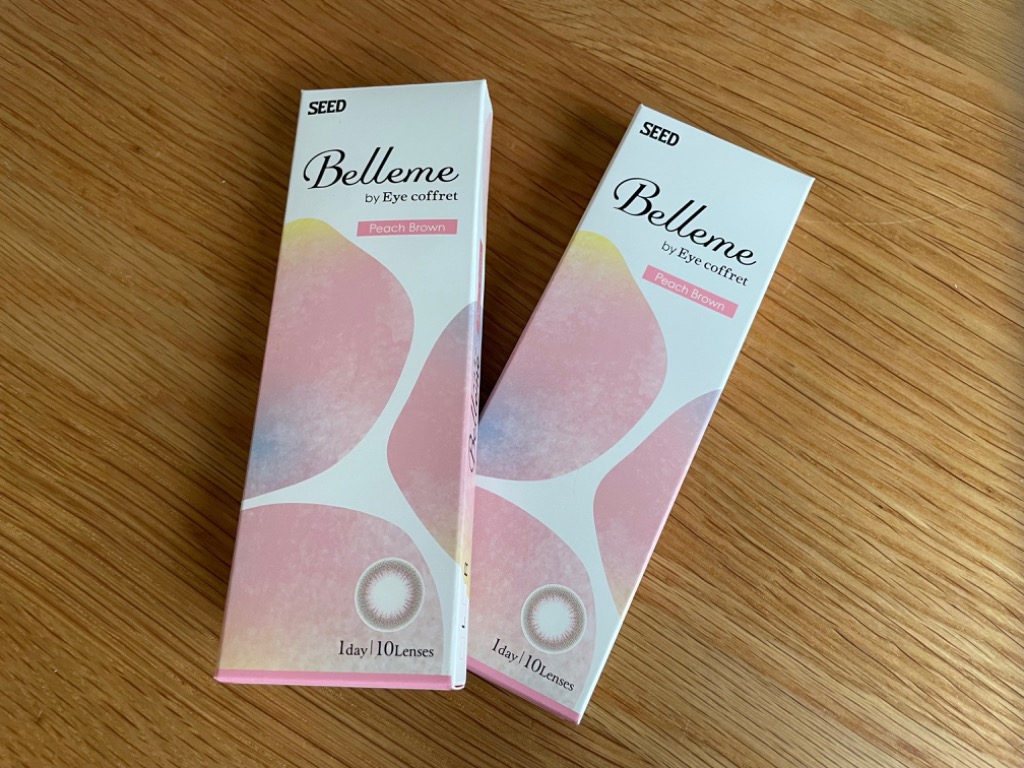 SEED
Belleme
by Eye coffret
Peach Brown
1day | 10Lenses
SEED
Belleme
by Eye coffret
Peach Brown
1day | 10Lenses